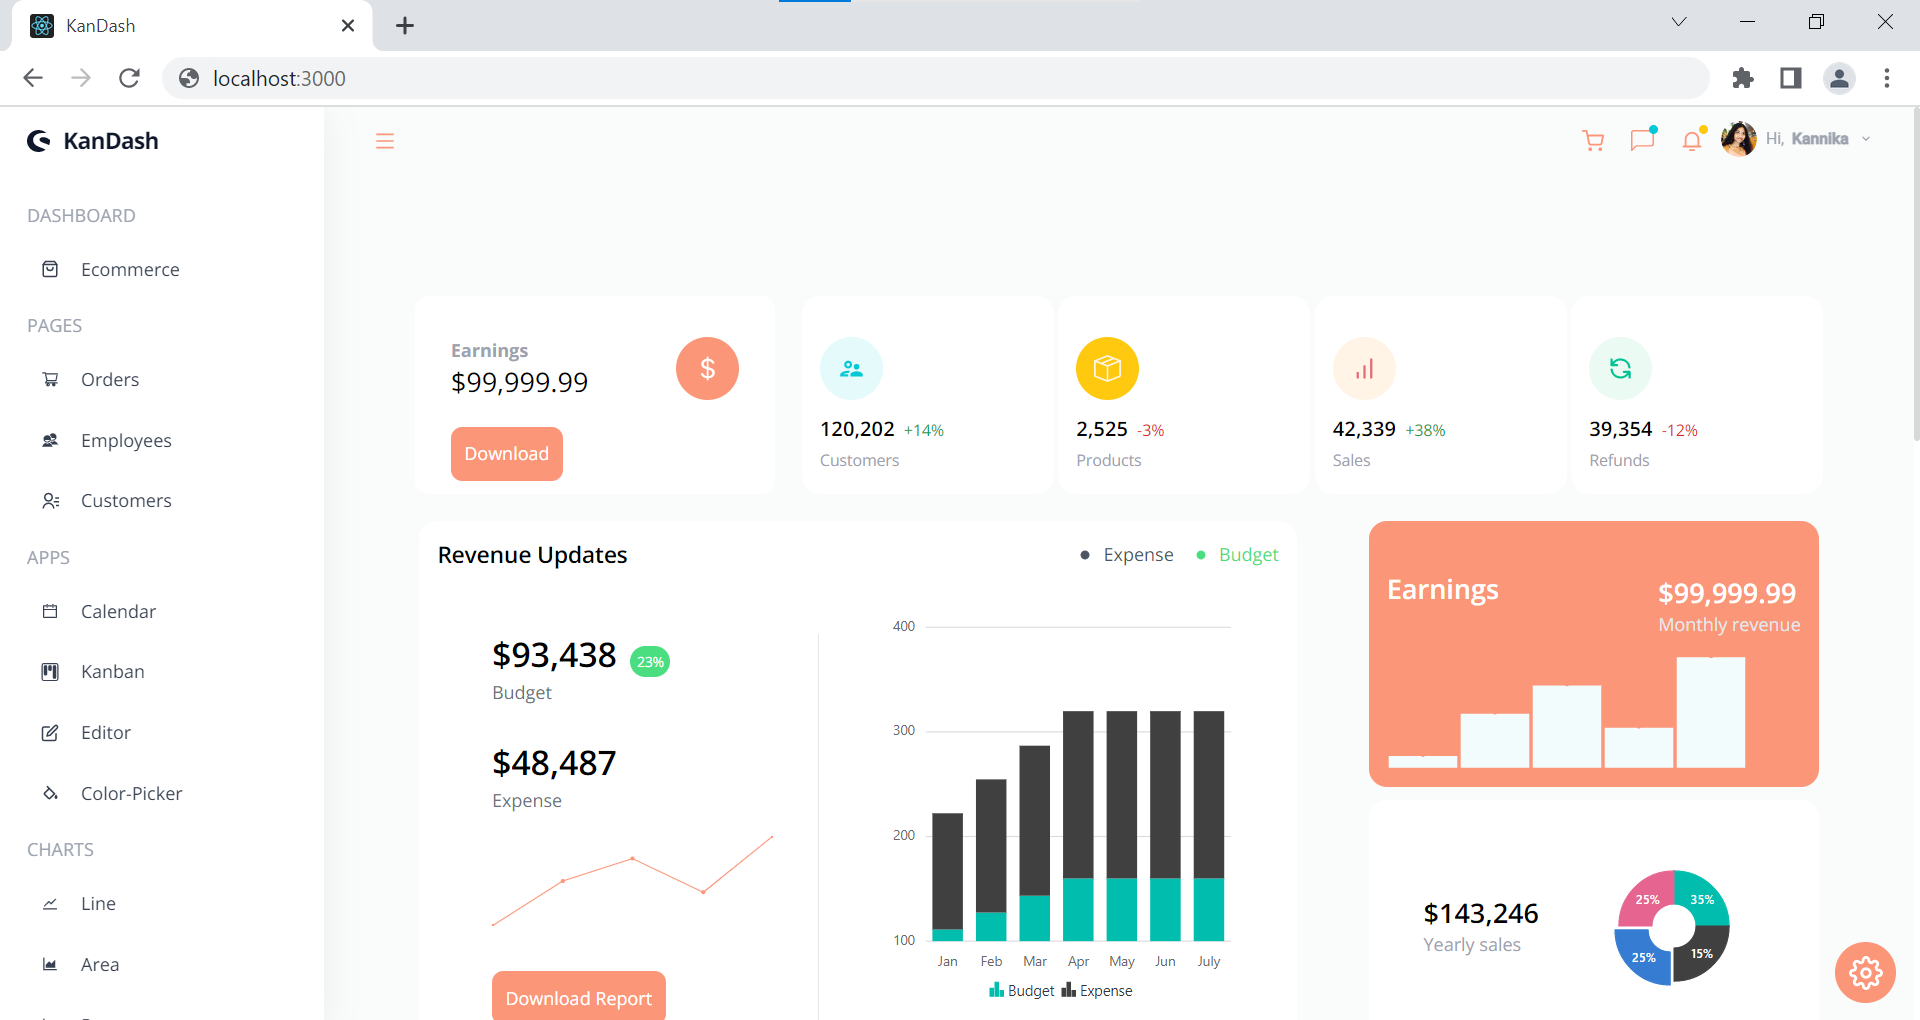 KanDash
localhost:3000
KanDash
Hi, Kannika
DASHBOARD
Ecommerce
PAGES
Orders
Employees
Customers
APPS
Calendar
Kanban
Editor
Color-Picker
CHARTS
Line
Area
Earnings
$99,999.99
$
Download
120,202 +14%
Customers
2,525 -3%
Products
42,339 +38%
Sales
39,354 -12%
Refunds
Revenue Updates
Expense
Budget
$93,438 23%
Budget
$48,487
Expense
Download Report
400
300
200
100
Jan Feb Mar Apr May Jun July
Budget Expense
Earnings
$99,999.99
Monthly revenue
$143,246
Yearly sales
25% 35%
25% 15%